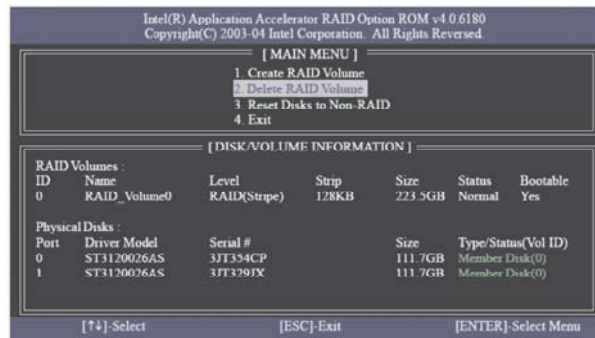 Intel(R) Application Accelerator RAID Option ROM v4.0.6180
Copyright(C) 2003-04 Intel Corporation. All Rights Reversed.
[ MAIN MENU ]
1. Create RAID Volume
2. Delete RAID Volume
3. Reset Disks to Non-RAID
4. Exit
[ DISK/VOLUME INFORMATION ]
RAID Volumes :
ID Name Level Strip Size Status Bootable
0 RAID_Volume0 RAID(Stripe) 128KB 223.5GB Normal Yes
Physical Disks :
Port Driver Model Serial # Size Type/Status(Vol ID)
0 ST3120026AS 3JT354CP 111.7GB Member Disk(0)
1 ST3120026AS 3JT329JX 111.7GB Member Disk(0)
[↑↓]-Select [ESC]-Exit [ENTER]-Select Menu